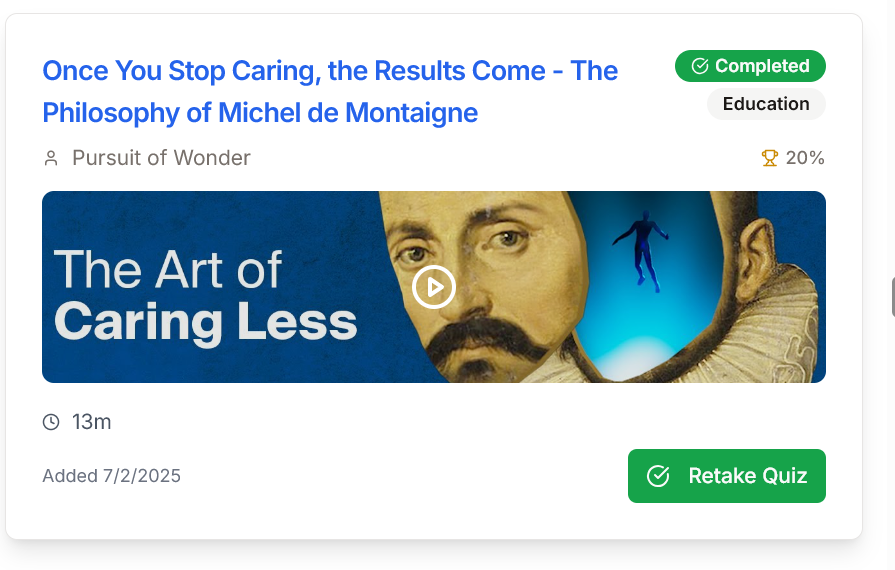 Once You Stop Caring, the Results Come - The
Philosophy of Michel de Montaigne
Completed
Education
Pursuit of Wonder
20%
The Art of
Caring Less
13m
Added 7/2/2025
Retake Quiz